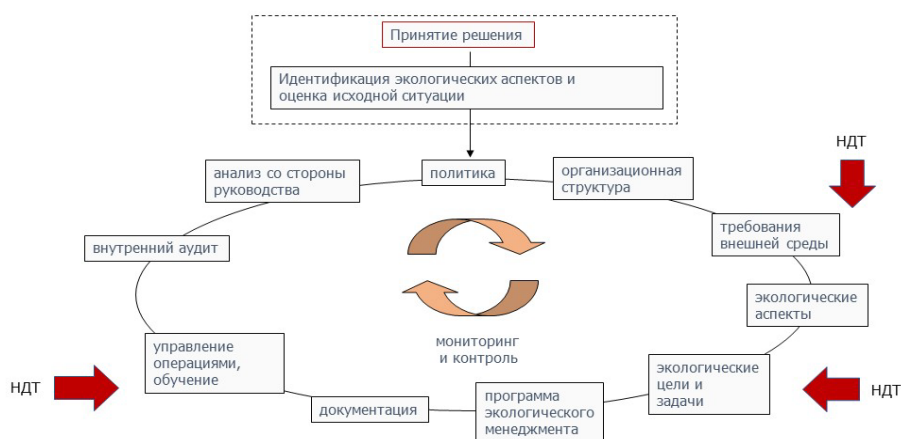 Принятие решения
Идентификация экологических аспектов и
оценка исходной ситуации
НДТ
анализ со стороны
руководства
политика
организационная
структура
внутренний аудит
требования
внешней среды
экологические
аспекты
мониторинг
и контроль
управление
операциями,
обучение
экологические
цели и
задачи
НДТ
НДТ
документация
программа
экологического
менеджмента